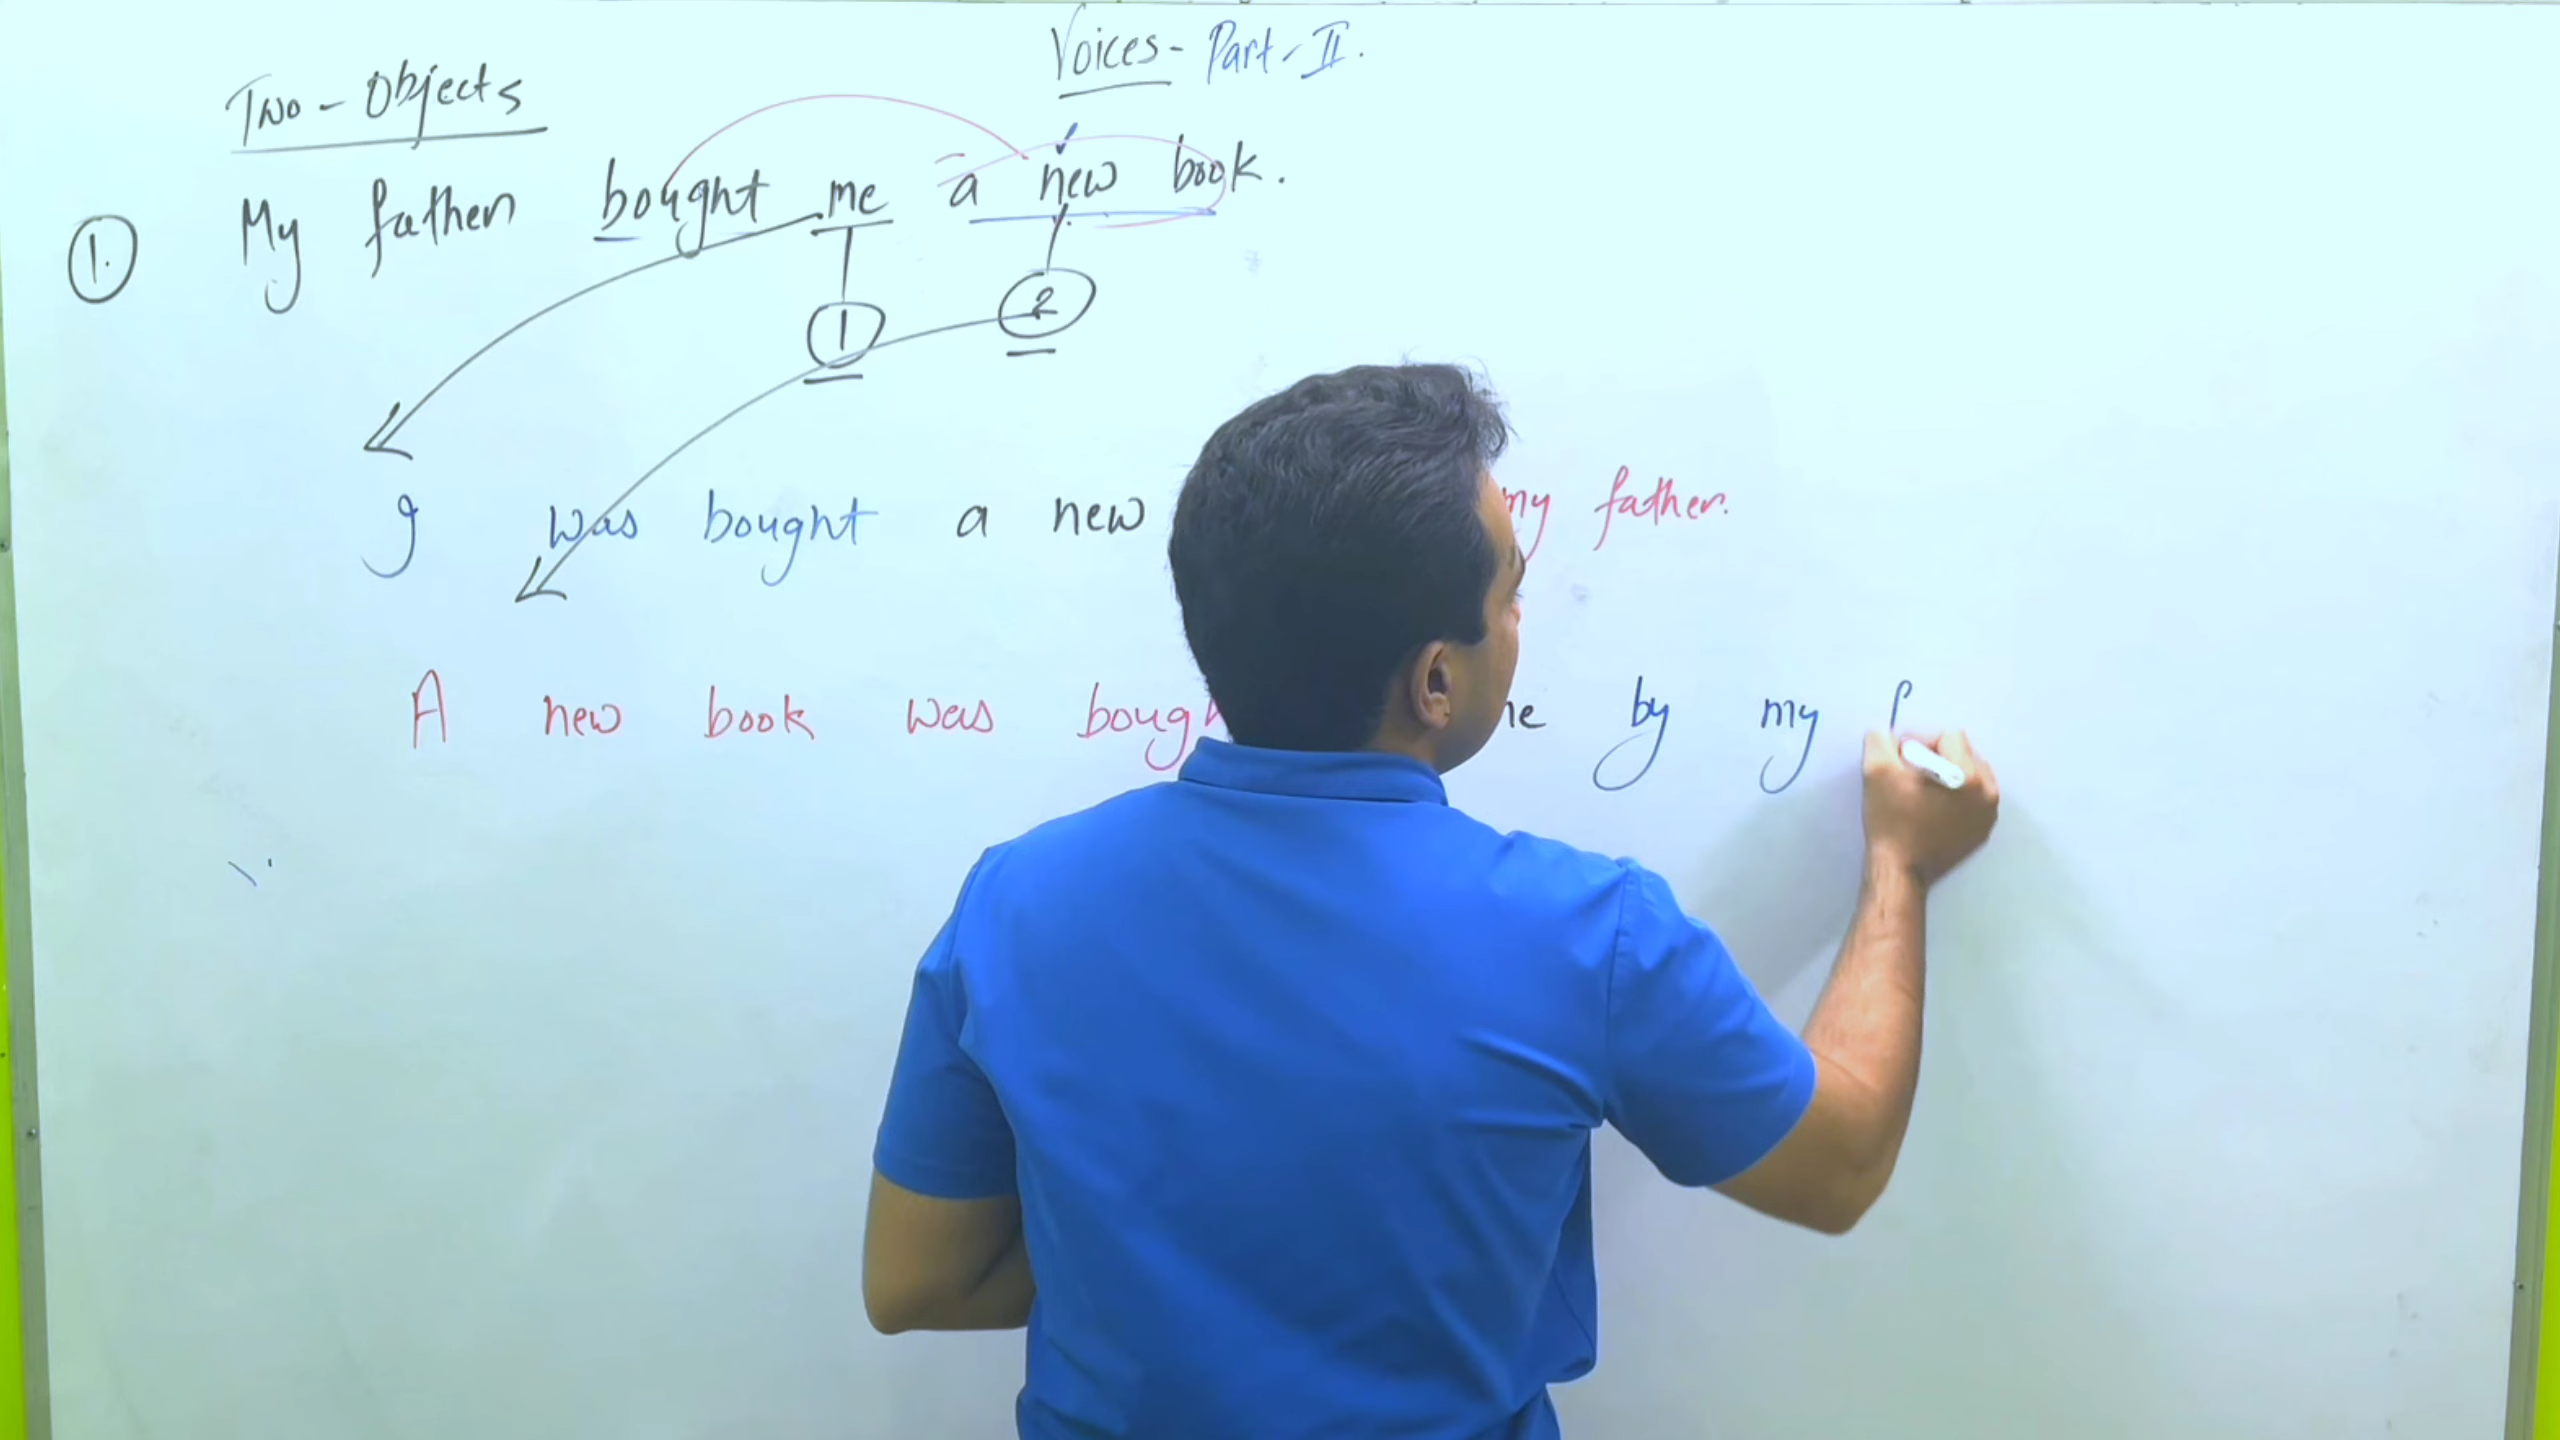 Voices - Part - II.
Two - Objects
1. My father bought me a new book.
1 2
I was bought a new my father.
A new book was bough by my f